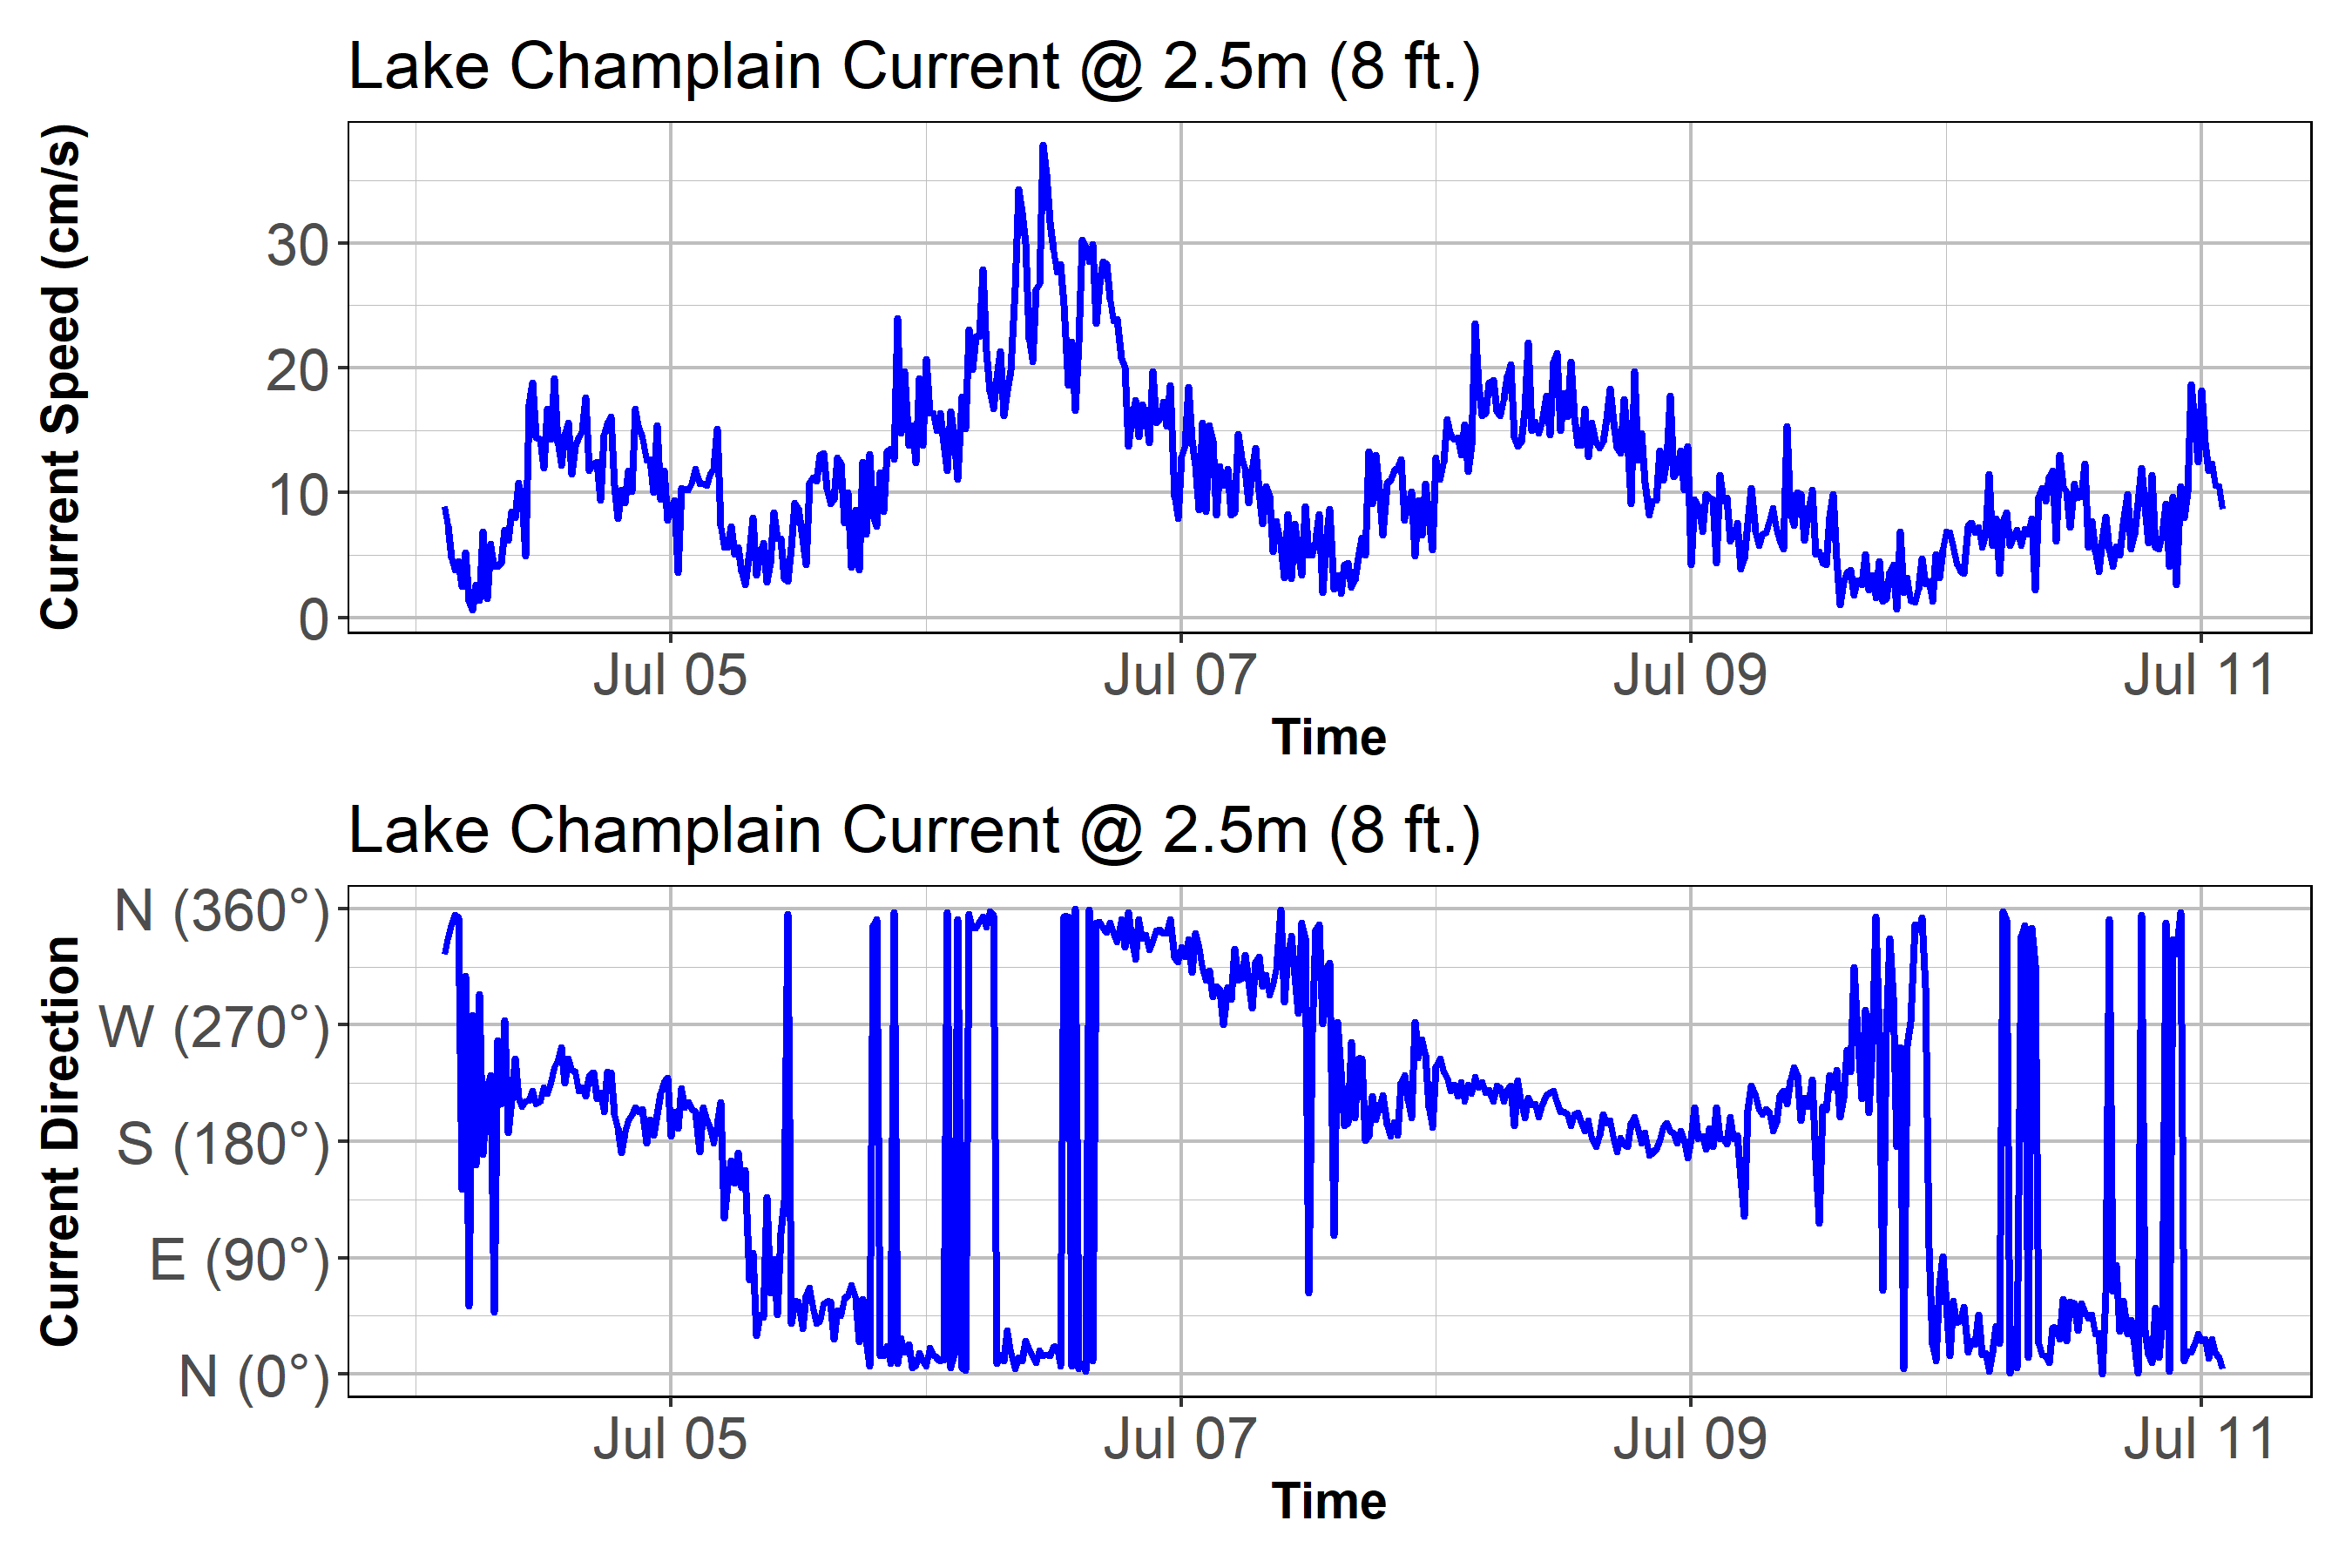 Lake Champlain Current @ 2.5m (8 ft.)
Current Speed (cm/s)
30
20
10
0
Jul 05 Jul 07 Jul 09 Jul 11
Time
Lake Champlain Current @ 2.5m (8 ft.)
Current Direction
N (360°)
W (270°)
S (180°)
E (90°)
N (0°)
Jul 05 Jul 07 Jul 09 Jul 11
Time